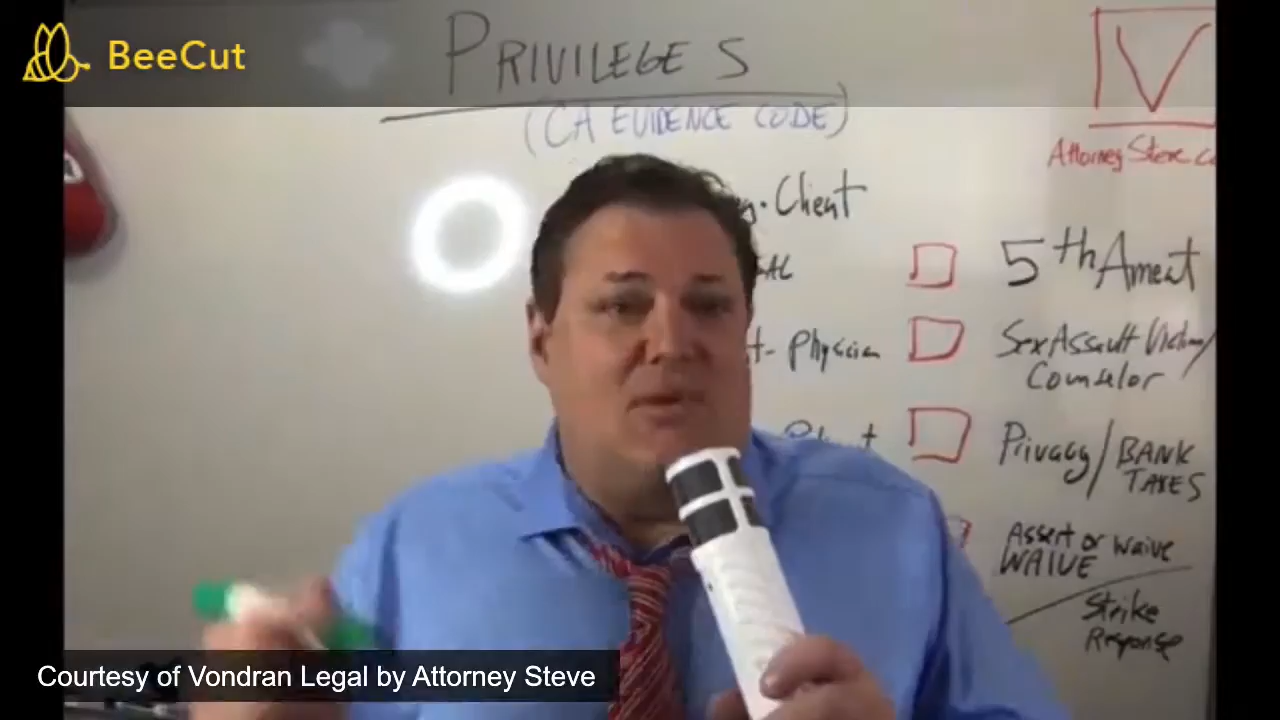 BeeCut
PRIVILEGES
(CA EVIDENCE CODE)
V
Attorney Steve
Client
5th Ament
Physician
Sex Assault Victim/
Counselor
Privacy/BANK
TAXES
Assert or waive
WAIVE
Strike
Response
Courtesy of Vondran Legal by Attorney Steve